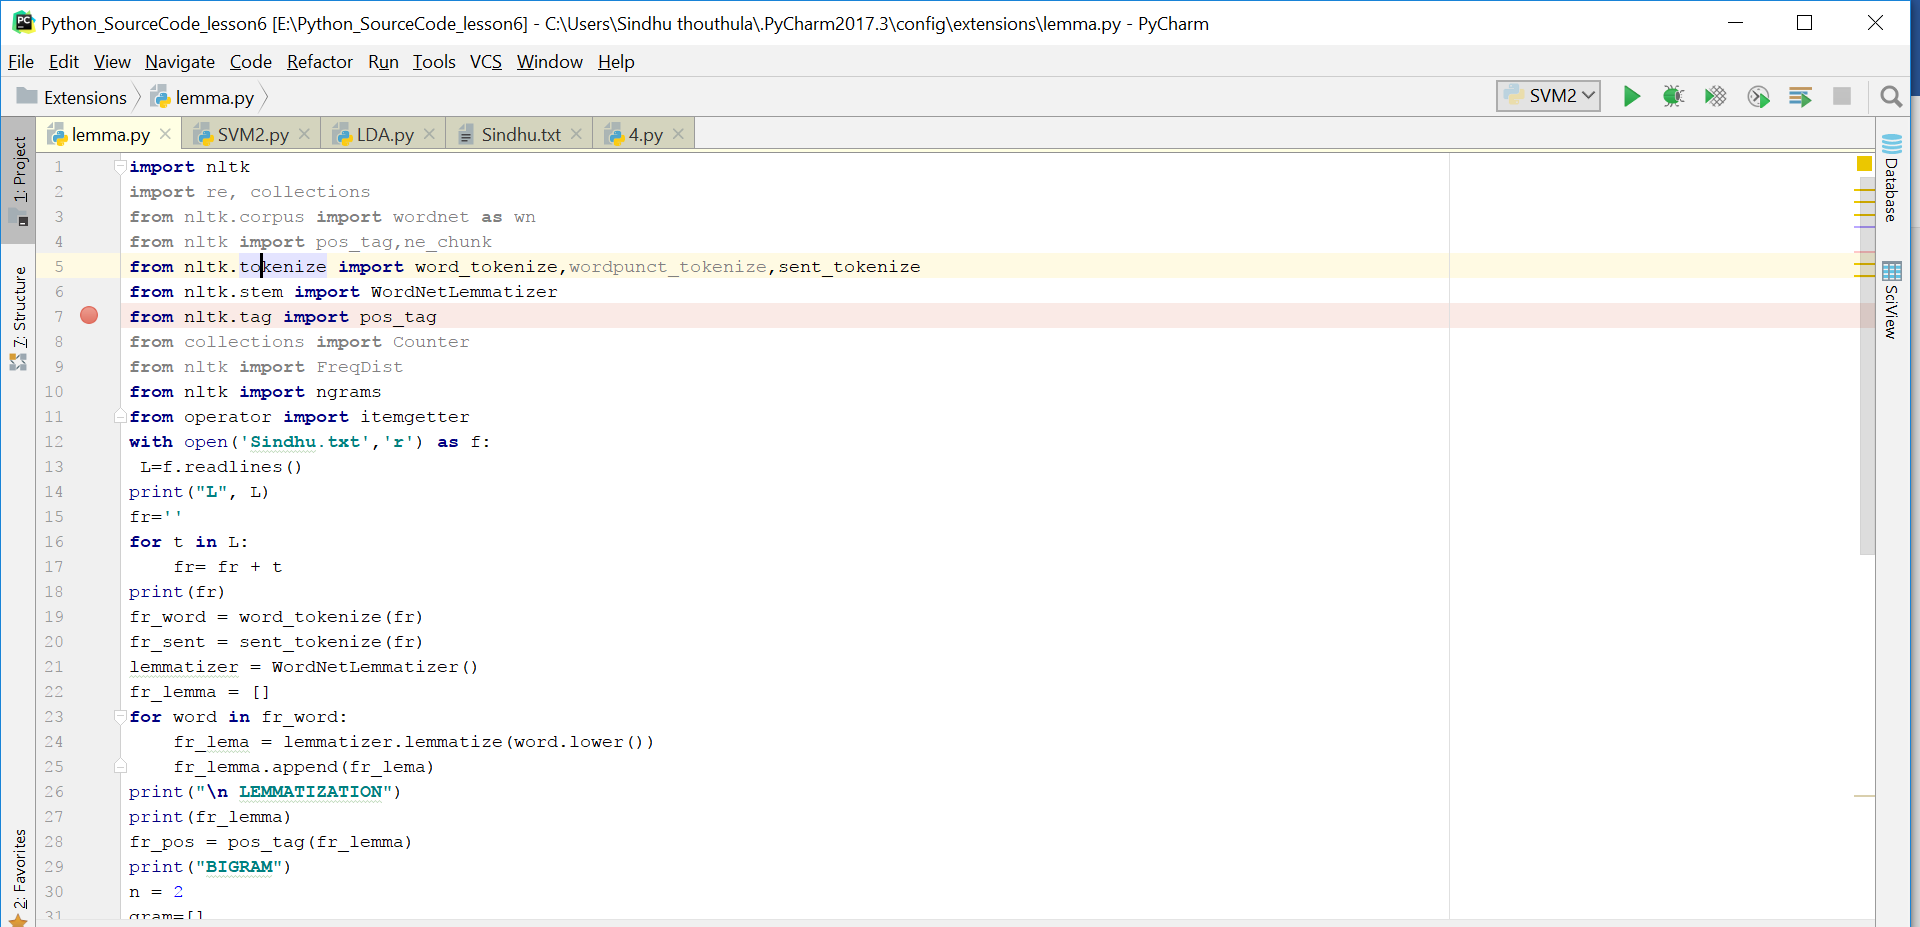 Python_SourceCode_lesson6 [E:\Python_SourceCode_lesson6] - C:\Users\Sindhu thouthula\.PyCharm2017.3\config\extensions\lemma.py - PyCharm
File Edit View Navigate Code Refactor Run Tools VCS Window Help
Extensions lemma.py SVM2
lemma.py SVM2.py LDA.py Sindhu.txt 4.py
1: Project
7: Structure
2: Favorites
Database
SciView
1 import nltk
2 import re, collections
3 from nltk.corpus import wordnet as wn
4 from nltk import pos_tag,ne_chunk
5 from nltk.tokenize import word_tokenize,wordpunct_tokenize,sent_tokenize
6 from nltk.stem import WordNetLemmatizer
7 from nltk.tag import pos_tag
8 from collections import Counter
9 from nltk import FreqDist
10 from nltk import ngrams
11 from operator import itemgetter
12 with open('Sindhu.txt','r') as f:
13  L=f.readlines()
14 print("L", L)
15 fr=''
16 for t in L:
17     fr= fr + t
18 print(fr)
19 fr_word = word_tokenize(fr)
20 fr_sent = sent_tokenize(fr)
21 lemmatizer = WordNetLemmatizer()
22 fr_lemma = []
23 for word in fr_word:
24     fr_lema = lemmatizer.lemmatize(word.lower())
25     fr_lemma.append(fr_lema)
26 print("\n LEMMATIZATION")
27 print(fr_lemma)
28 fr_pos = pos_tag(fr_lemma)
29 print("BIGRAM")
30 n = 2
31 gram=[]